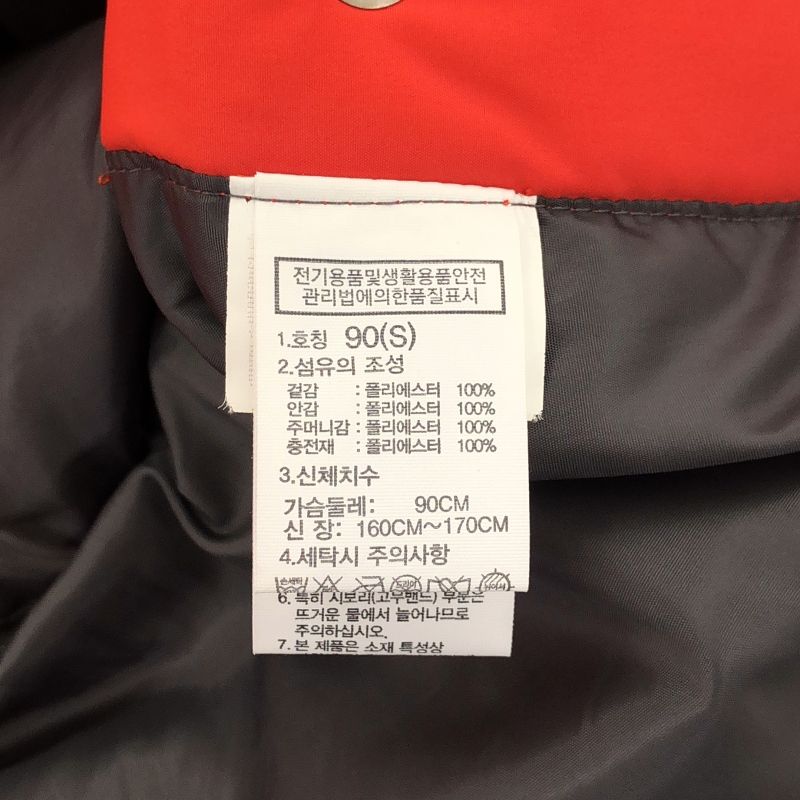 전기용품및생활용품안전
관리법에의한품질표시
1.호칭 90(S)
2.섬유의 조성
겉감 : 폴리에스터 100%
안감 : 폴리에스터 100%
주머니감 : 폴리에스터 100%
충전재 : 폴리에스터 100%
3.신체치수
가슴둘레: 90CM
신 장: 160CM~170CM
4.세탁시 주의사항
손세탁 드라이
6. 특히 시보리(고무밴드) 부분은
뜨거운 물에서 늘어나므로
주의하십시오.
7. 본 제품은 소재 특성상